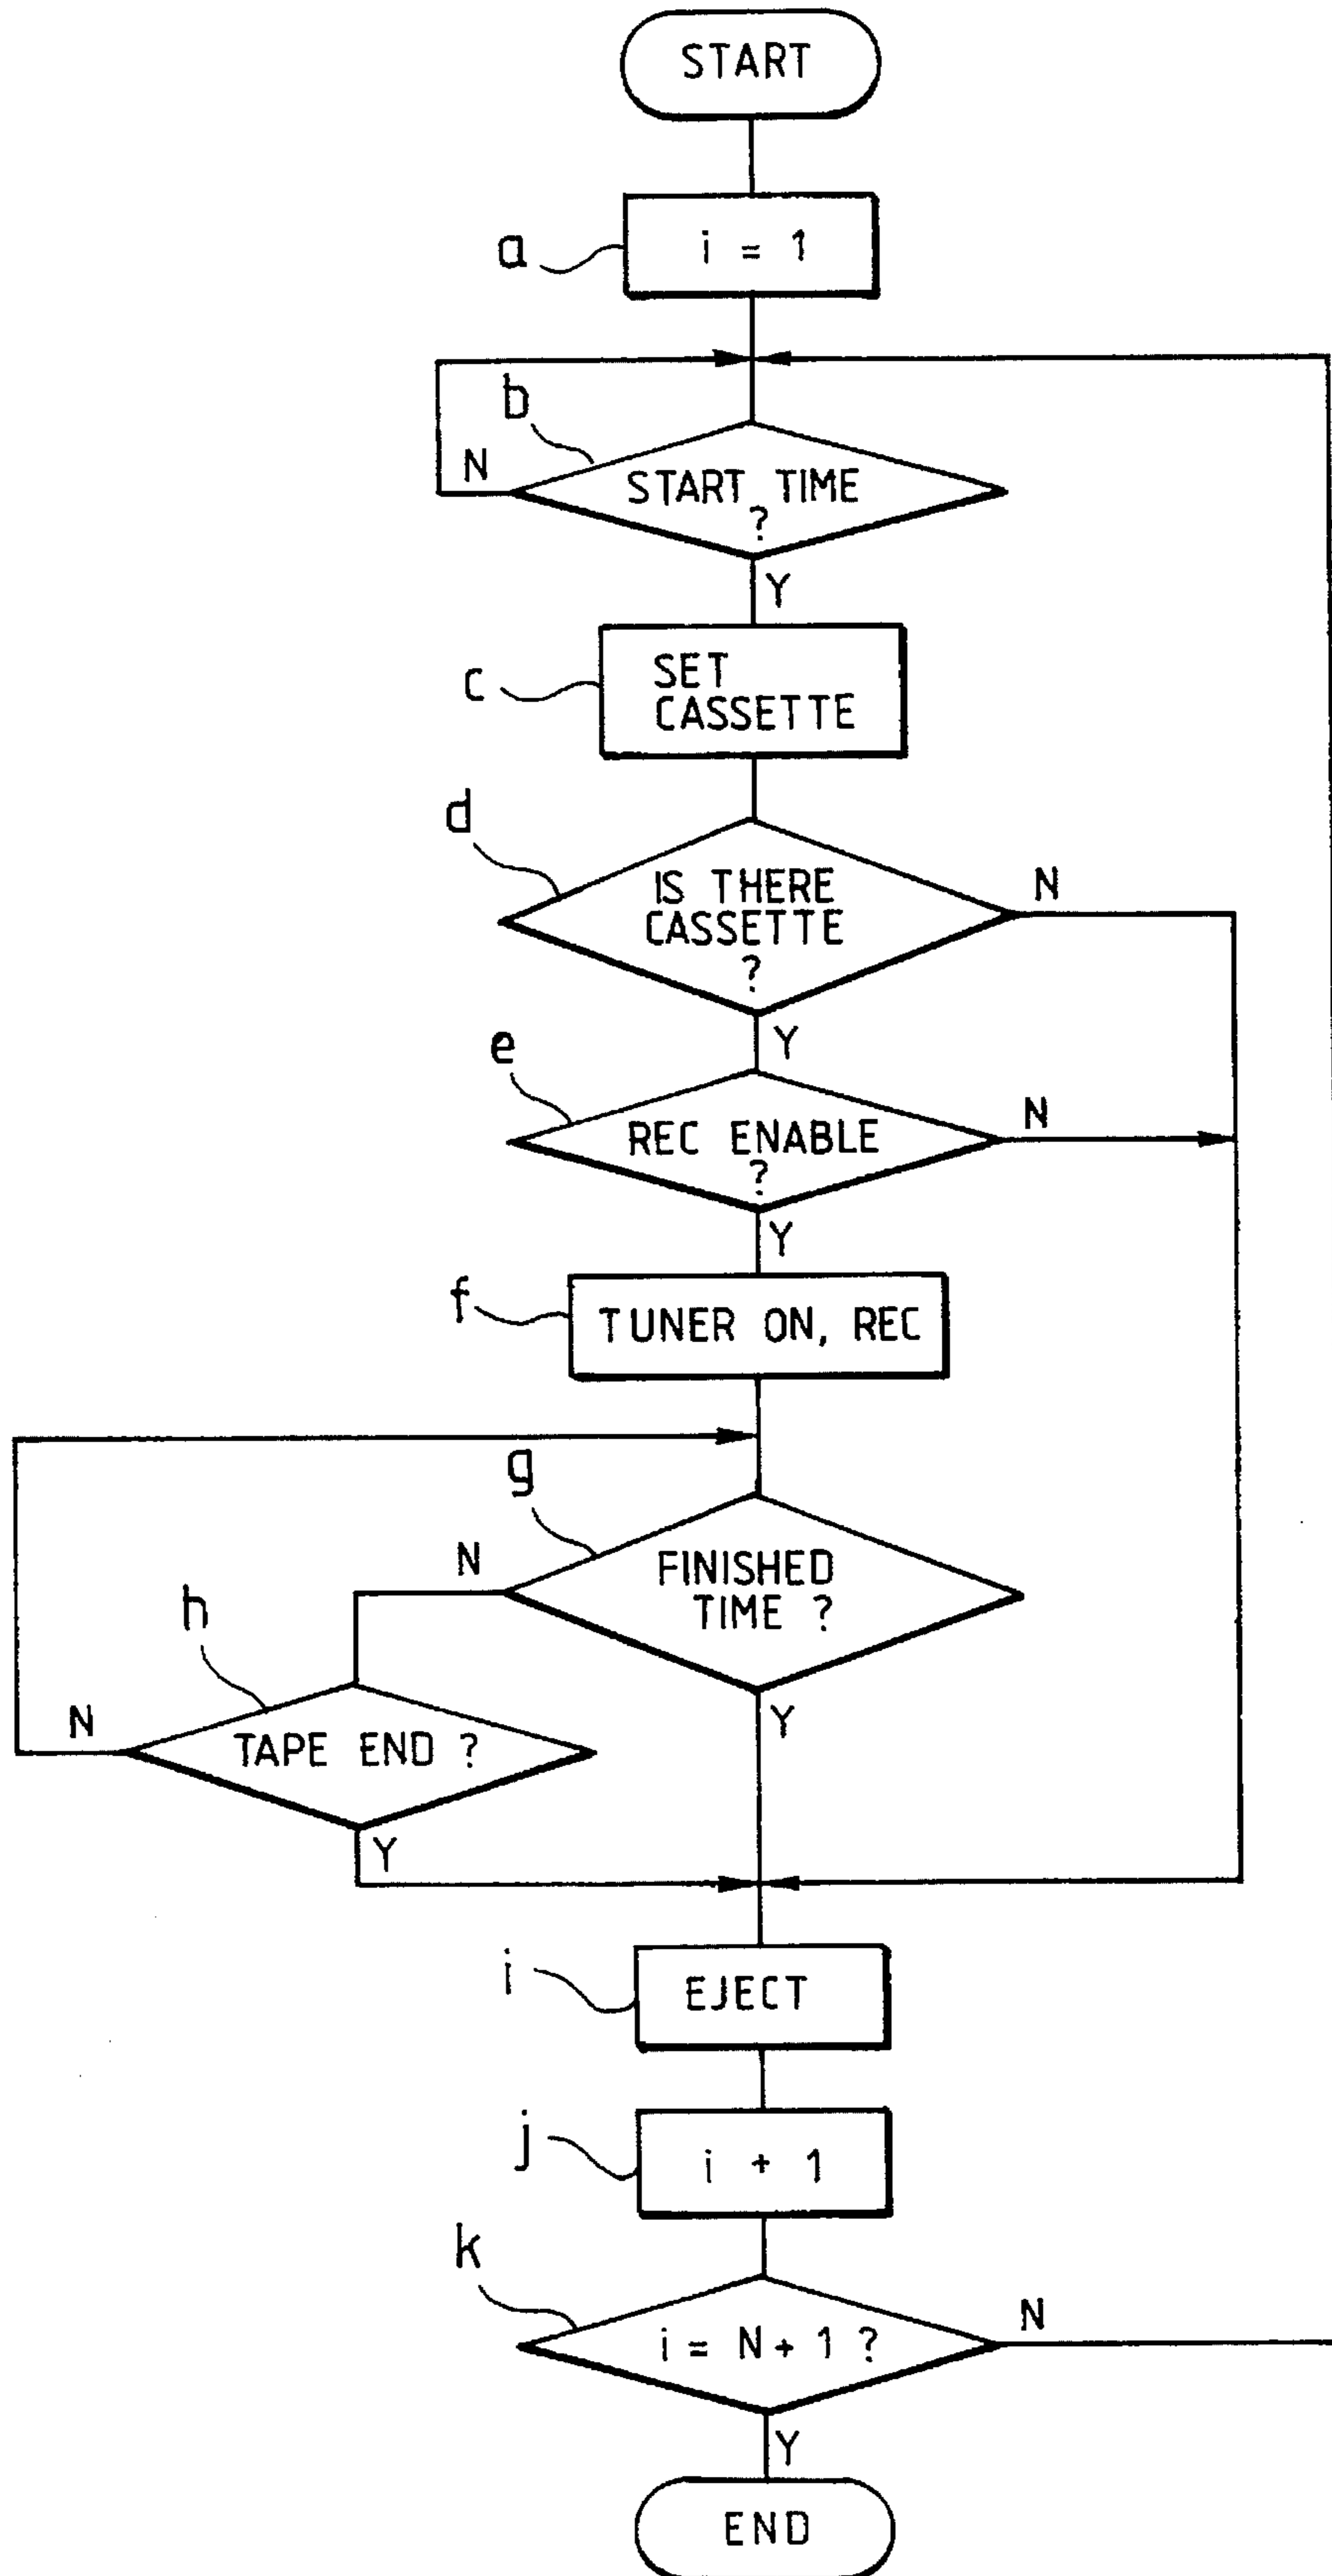 START
a
i = 1
b
N
START TIME
?
Y
c
SET
CASSETTE
d
IS THERE
CASSETTE
?
N
Y
e
REC ENABLE
?
N
Y
f
TUNER ON, REC
g
N
FINISHED
TIME ?
Y
h
N
TAPE END ?
Y
i
EJECT
j
i + 1
k
i = N + 1 ?
N
Y
END